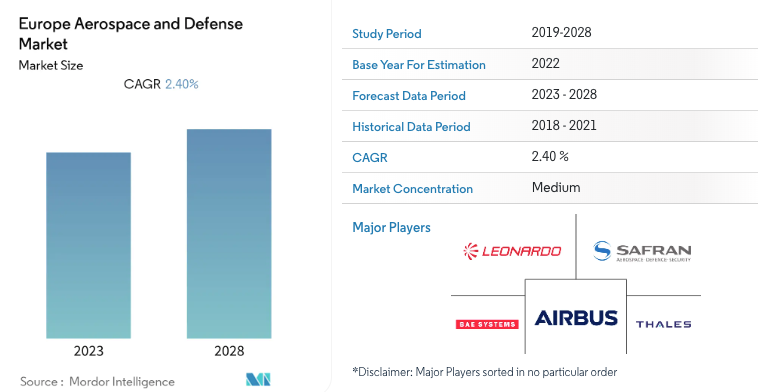 Europe Aerospace and Defense
Market
Market Size
CAGR 2.40%
2023
2028
Source : Mordor Intelligence
Study Period 2019-2028
Base Year For Estimation 2022
Forecast Data Period 2023 - 2028
Historical Data Period 2018 - 2021
CAGR 2.40 %
Market Concentration Medium
Major Players
LEONARDO
SAFRAN
AEROSPACE·DEFENCE·SECURITY
BAE SYSTEMS
AIRBUS
THALES
*Disclaimer: Major Players sorted in no particular order